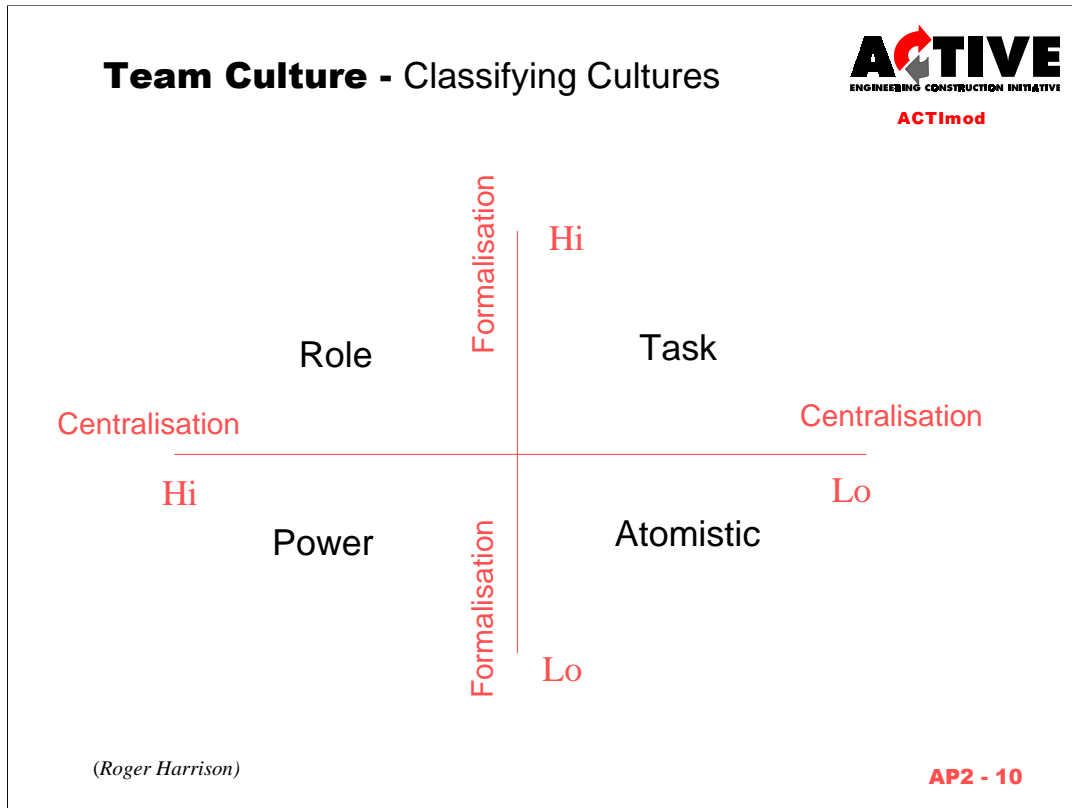 Team Culture - Classifying Cultures
ACTIVE
ENGINEERING CONSTRUCTION INITIATIVE
ACTImod
Formalisation
Hi
Role
Task
Centralisation
Centralisation
Hi
Lo
Power
Atomistic
Formalisation
Lo
(Roger Harrison)
AP2 - 10